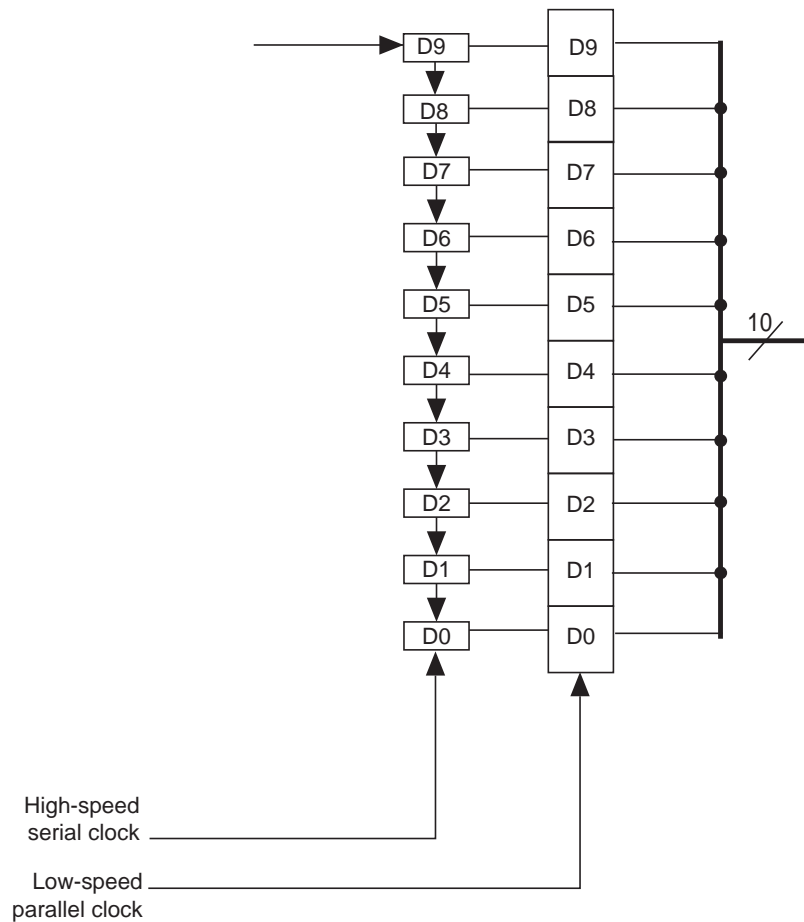 D9 D9
D8 D8
D7 D7
D6 D6
D5 D5
10
D4 D4
D3 D3
D2 D2
D1 D1
D0 D0
High-speed
serial clock
Low-speed
parallel clock